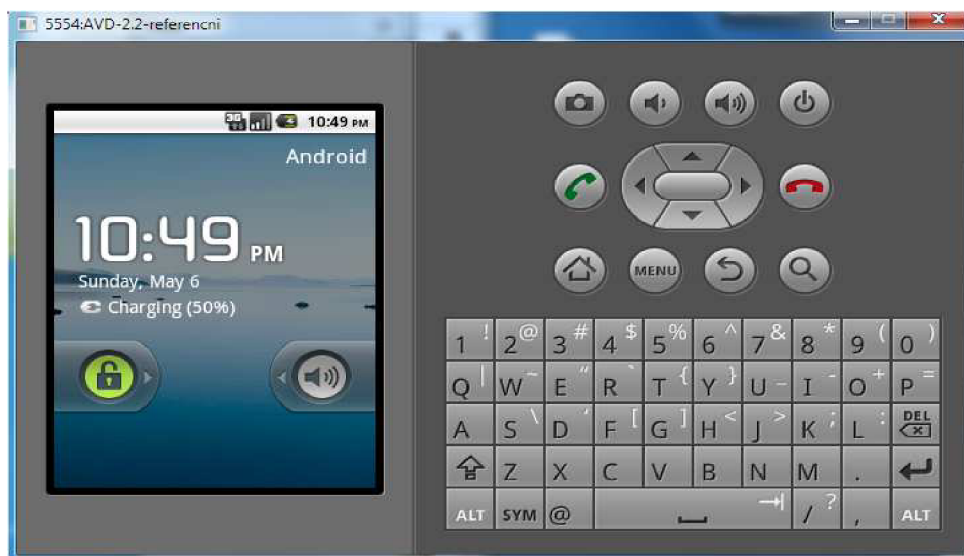 5554:AVD-2.2-referencni
3G 10:49 PM
Android
10:49 PM
Sunday, May 6
Charging (50%)
MENU
1 ! 2 @ 3 # 4 $ 5 % 6 ^ 7 & 8 * 9 ( 0 )
Q | W ~ E “ R ` T { Y } U _ I - O + P =
A S \ D ‘ F [ G ] H < J > K ; L : DEL
Z X C V B N M .
ALT SYM @ / ? , ALT